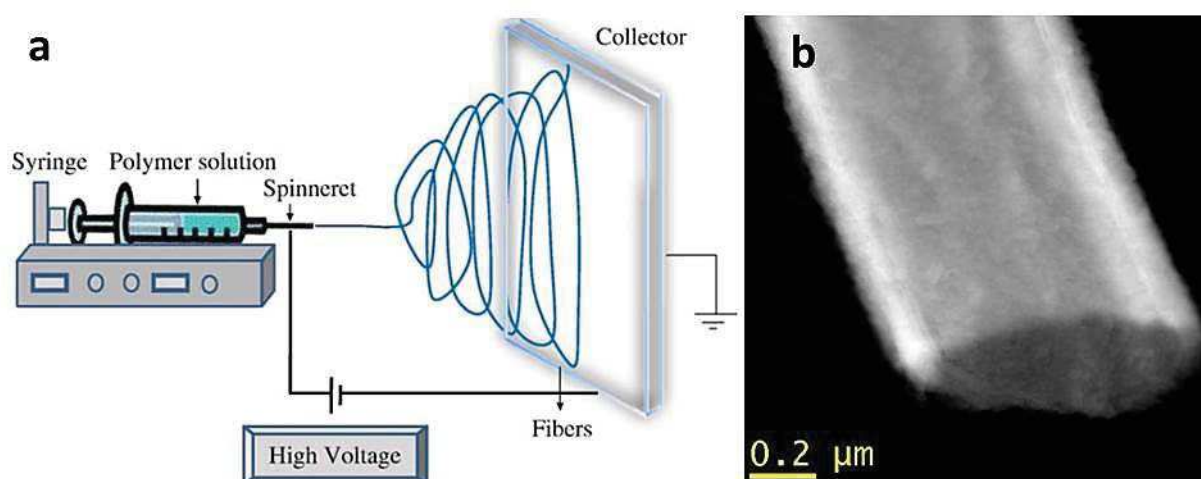 a
Collector
Syringe
Polymer solution
Spinneret
Fibers
High Voltage
b
0.2 µm